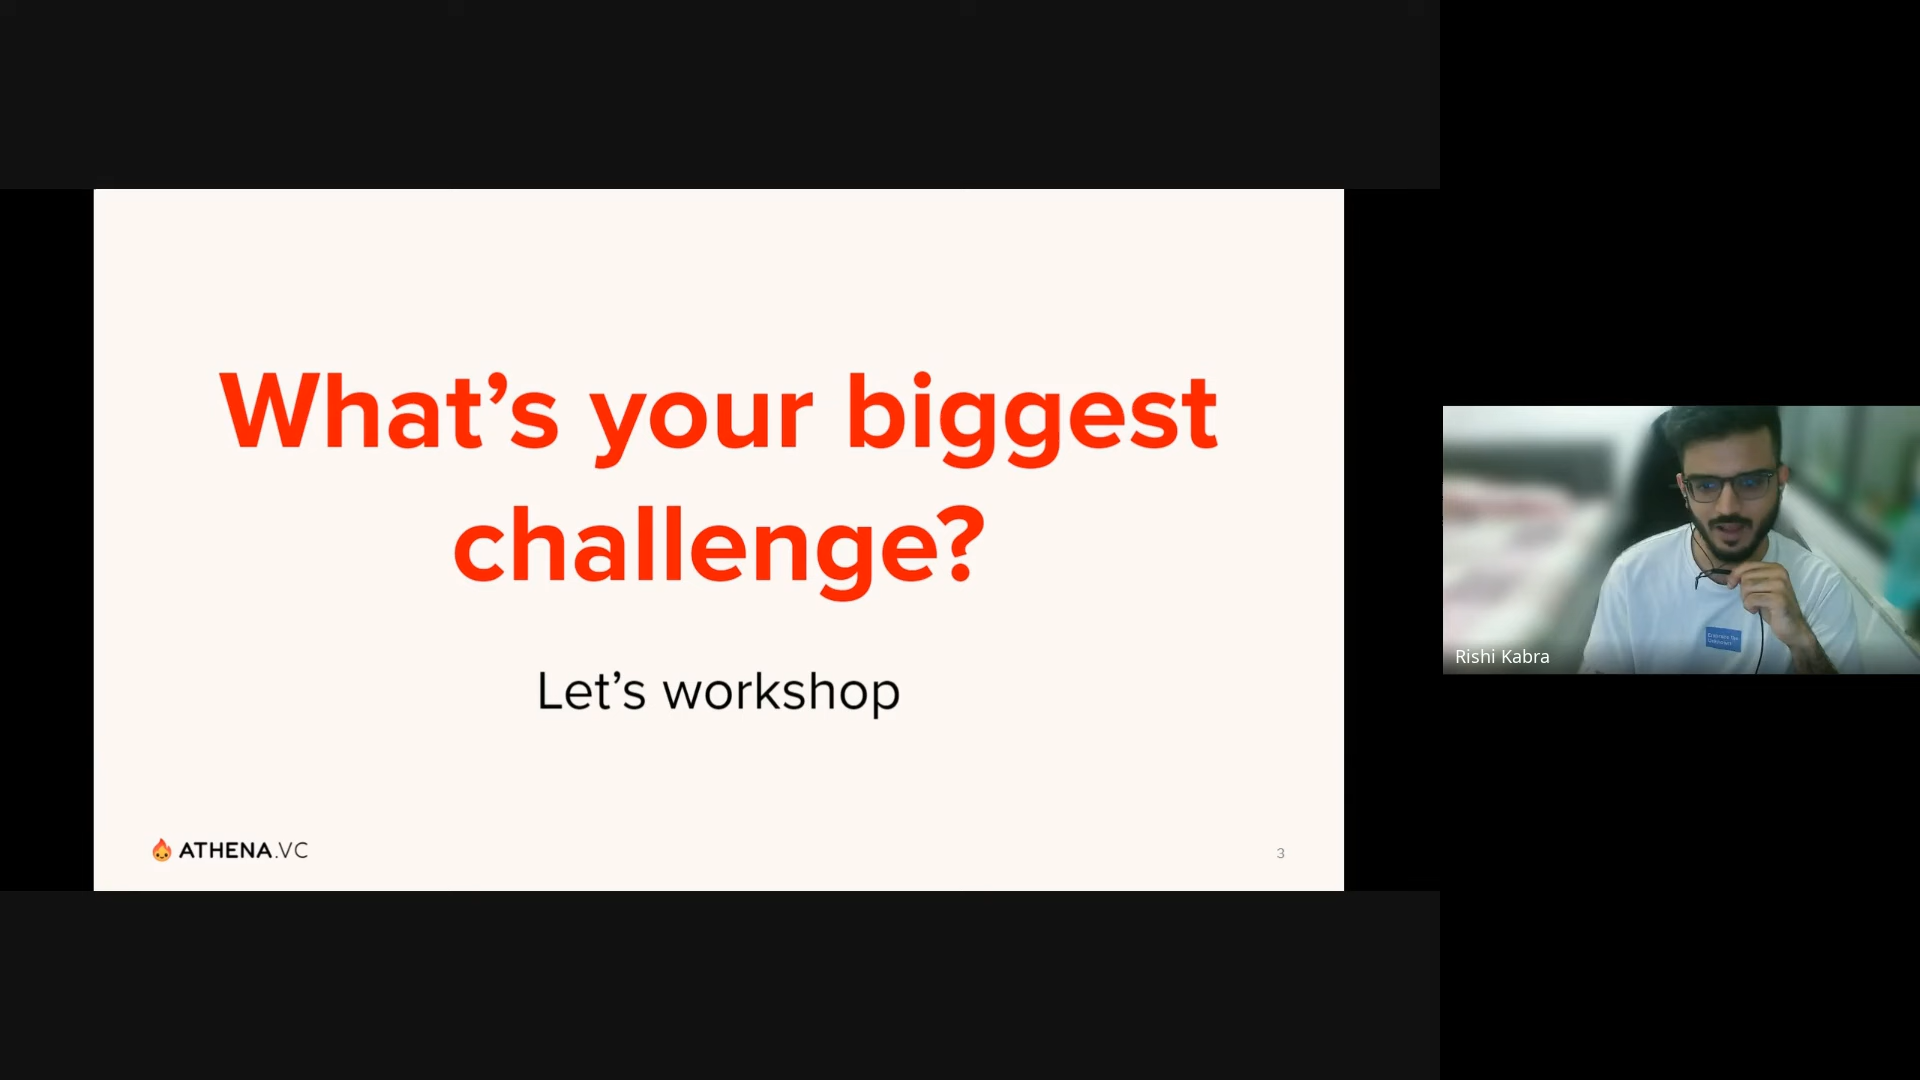 What’s your biggest
challenge?
Let’s workshop
ATHENA.VC
3
Rishi Kabra